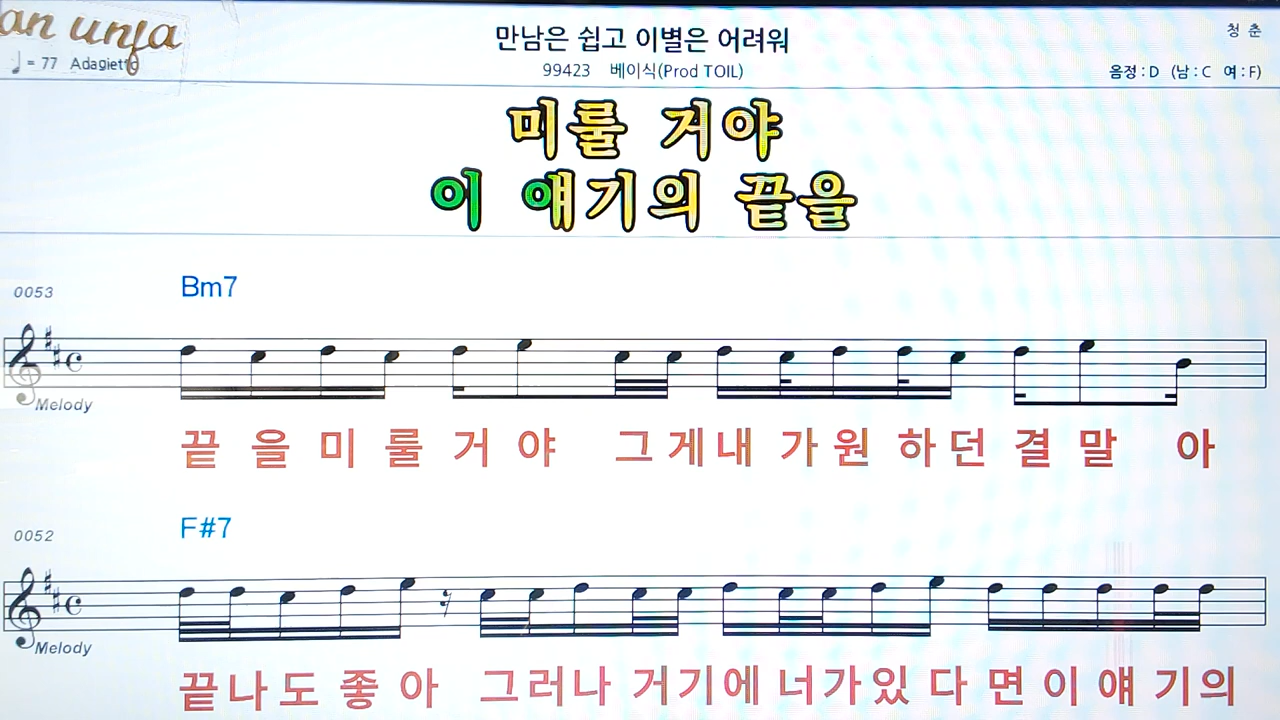 an unja
만남은 쉽고 이별은 어려워
청 춘
♩= 77 Adagietto
99423 베이식(Prod TOIL)
음정 : D (남 : C 여 : F)
미룰 거야
이 얘기의 끝을
0053
Bm7
Melody
끝 을 미 룰 거 야 그 게 내 가 원 하 던 결 말 아
0052
F#7
Melody
끝 나 도 좋 아 그 러 나 거 기 에 너 가 있 다 면 이 얘 기 의